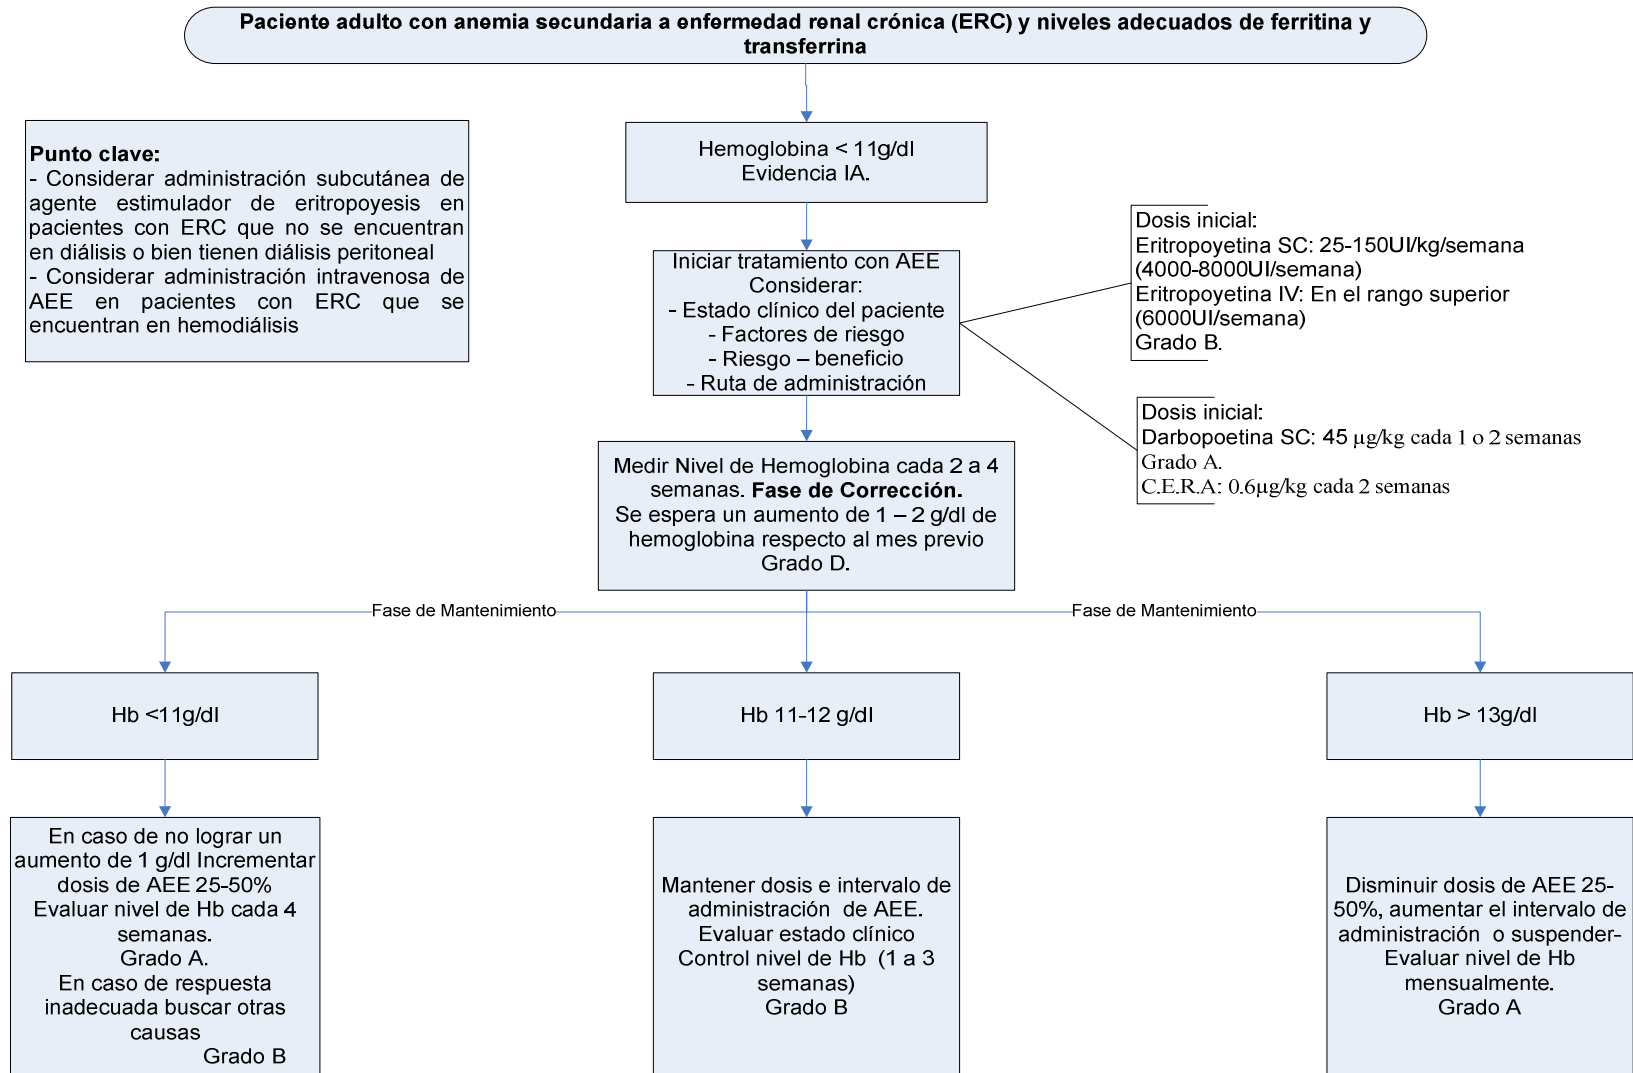 Paciente adulto con anemia secundaria a enfermedad renal crónica (ERC) y niveles adecuados de ferritina y
transferrina
Punto clave:
- Considerar administración subcutánea de
agente estimulador de eritropoyesis en
pacientes con ERC que no se encuentran
en diálisis o bien tienen diálisis peritoneal
- Considerar administración intravenosa de
AEE en pacientes con ERC que se
encuentran en hemodiálisis
Hemoglobina < 11g/dl
Evidencia IA.
Iniciar tratamiento con AEE
Considerar:
- Estado clínico del paciente
- Factores de riesgo
- Riesgo – beneficio
- Ruta de administración
Dosis inicial:
Eritropoyetina SC: 25-150UI/kg/semana
(4000-8000UI/semana)
Eritropoyetina IV: En el rango superior
(6000UI/semana)
Grado B.
Dosis inicial:
Darbopoetina SC: 45 µg/kg cada 1 o 2 semanas
Grado A.
C.E.R.A: 0.6µg/kg cada 2 semanas
Medir Nivel de Hemoglobina cada 2 a 4
semanas. Fase de Corrección.
Se espera un aumento de 1 – 2 g/dl de
hemoglobina respecto al mes previo
Grado D.
Fase de Mantenimiento
Fase de Mantenimiento
Hb <11g/dl
Hb 11-12 g/dl
Hb > 13g/dl
En caso de no lograr un
aumento de 1 g/dl Incrementar
dosis de AEE 25-50%
Evaluar nivel de Hb cada 4
semanas.
Grado A.
En caso de respuesta
inadecuada buscar otras
causas
Grado B
Mantener dosis e intervalo de
administración de AEE.
Evaluar estado clínico
Control nivel de Hb (1 a 3
semanas)
Grado B
Disminuir dosis de AEE 25-
50%, aumentar el intervalo de
administración o suspender-
Evaluar nivel de Hb
mensualmente.
Grado A